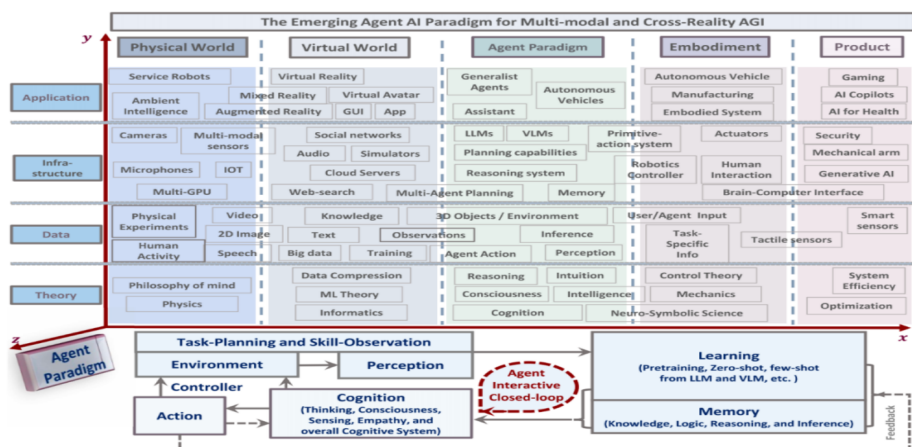 The Emerging Agent AI Paradigm for Multi-modal and Cross-Reality AGI
y
Physical World
Virtual World
Agent Paradigm
Embodiment
Product
Application
Service Robots
Ambient
Intelligence
Mixed Reality
Augmented Reality
Virtual Reality
Virtual Avatar
GUI
App
Generalist
Agents
Autonomous
Vehicles
Assistant
Autonomous Vehicle
Manufacturing
Embodied System
Gaming
AI Copilots
AI for Health
Infra-
structure
Cameras
Multi-modal
sensors
Microphones
IOT
Multi-GPU
Social networks
Audio
Simulators
Cloud Servers
Web-search
Multi-Agent Planning
LLMs
VLMs
Planning capabilities
Reasoning system
Memory
Primitive-
action system
Actuators
Robotics
Controller
Human
Interaction
Brain-Computer Interface
Security
Mechanical arm
Generative AI
Data
Physical
Experiments
Video
2D Image
Human
Activity
Speech
Knowledge
Text
Observations
Big data
Training
3D Objects / Environment
Inference
Agent Action
Perception
User/Agent Input
Task-
Specific
Info
Tactile sensors
Smart
sensors
Theory
Philosophy of mind
Physics
Data Compression
ML Theory
Informatics
Reasoning
Intuition
Consciousness
Intelligence
Cognition
Control Theory
Mechanics
Neuro-Symbolic Science
System
Efficiency
Optimization
z
x
Agent
Paradigm
Task-Planning and Skill-Observation
Environment
Perception
Controller
Action
Cognition
(Thinking, Consciousness,
Sensing, Empathy, and
overall Cognitive System)
Agent
Interactive
Closed-loop
Learning
(Pretraining, Zero-shot, few-shot
from LLM and VLM, etc. )
Memory
(Knowledge, Logic, Reasoning, and Inference)
Feedback